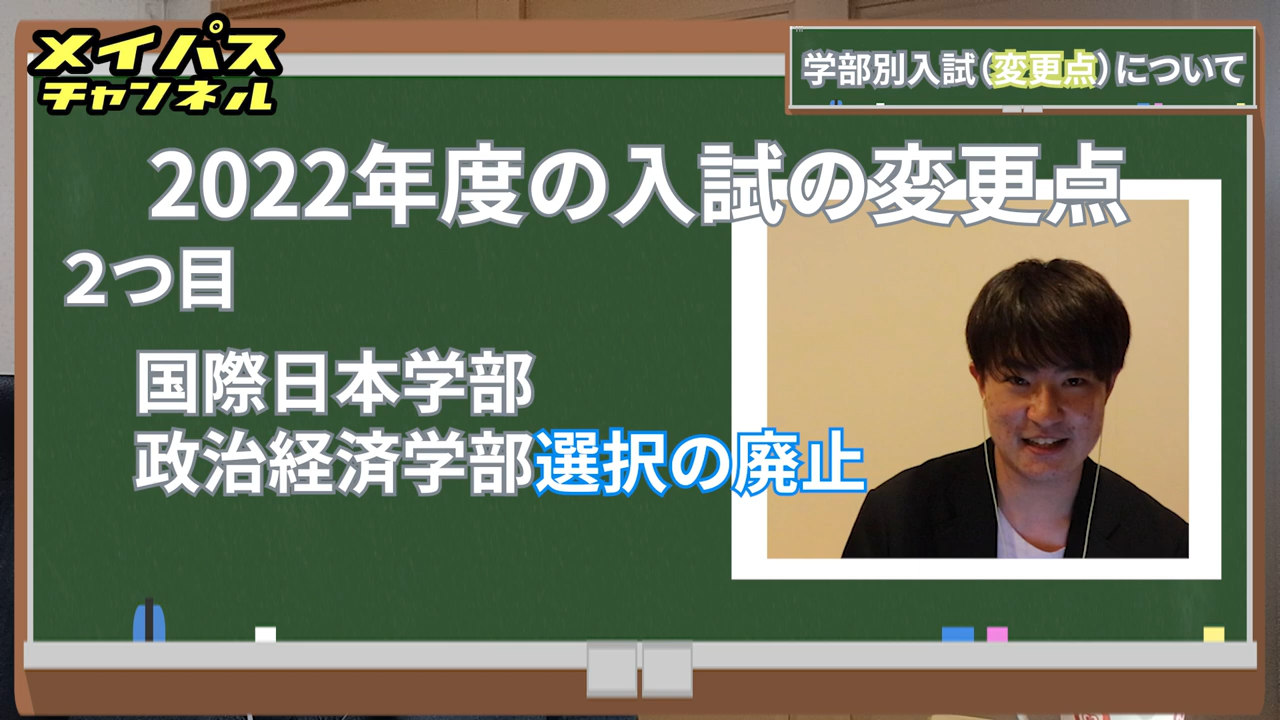 メイパス
チャンネル
学部別入試(変更点)について
2022年度の入試の変更点
2つ目
国際日本学部
政治経済学部選択の廃止